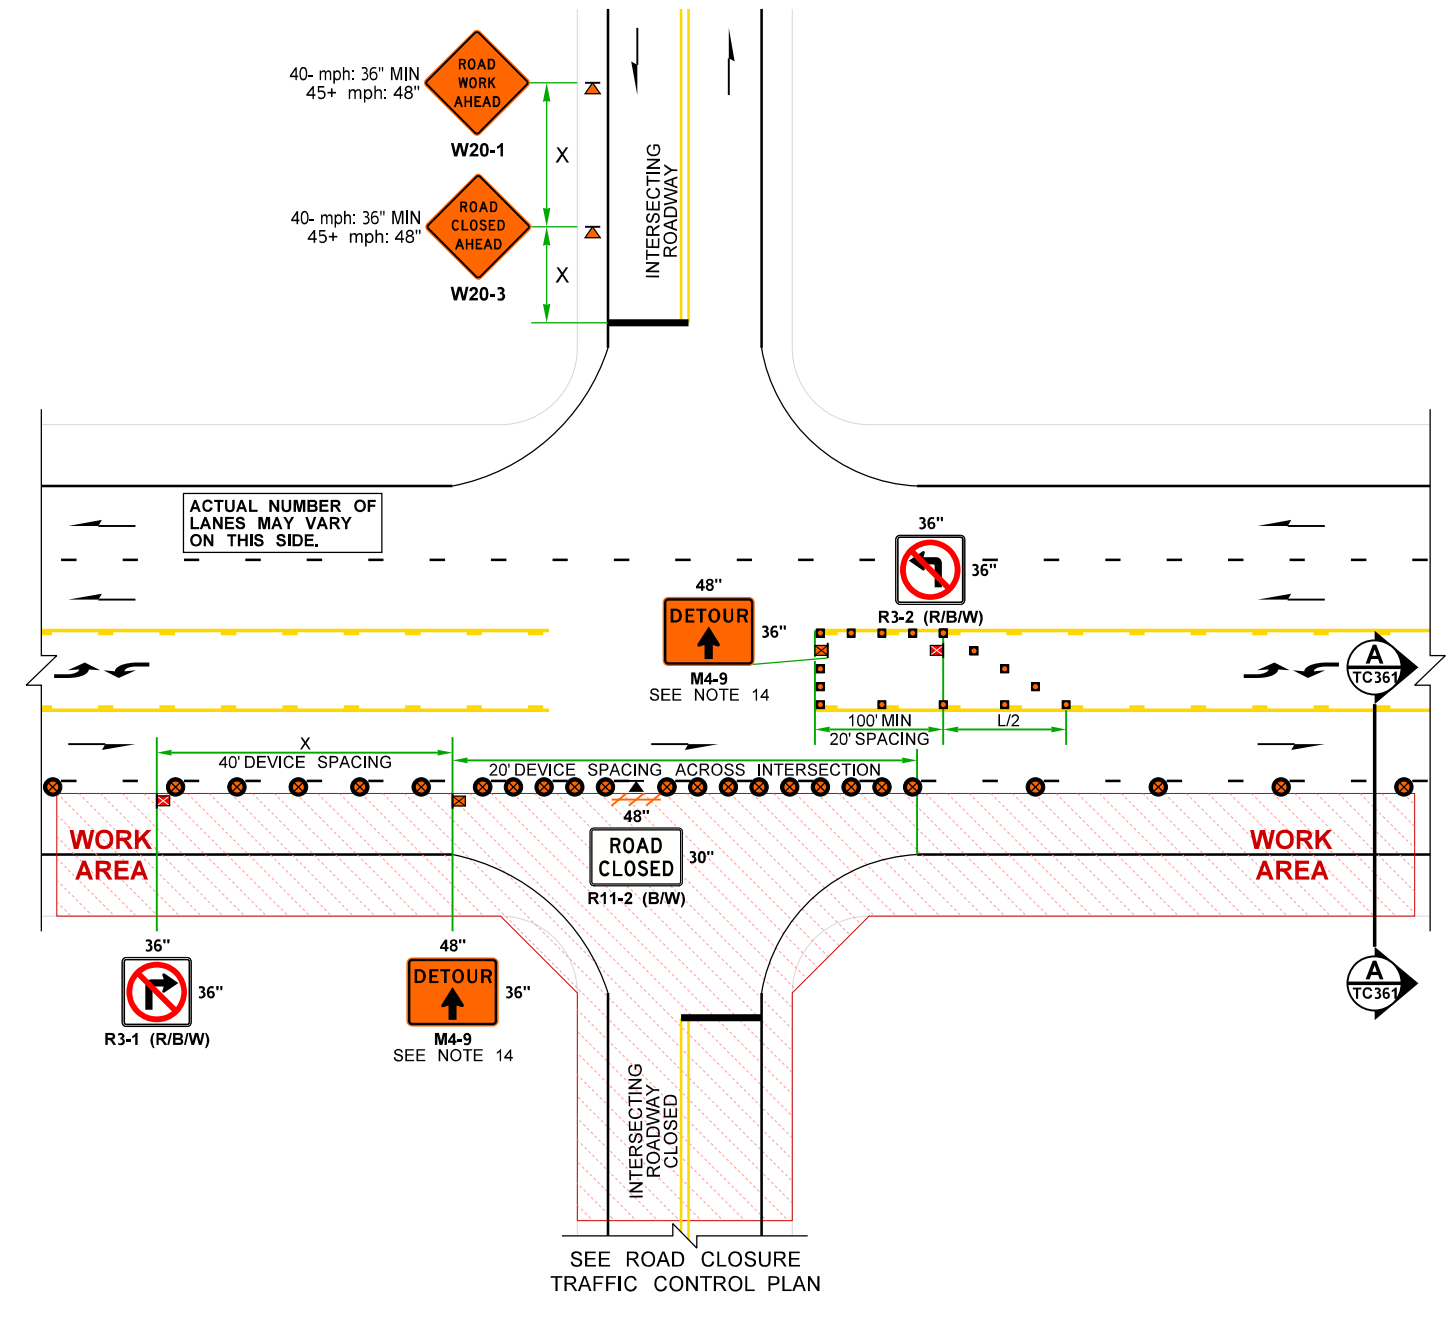 ROAD
WORK
AHEAD
40- mph: 36" MIN
45+ mph: 48"
W20-1
X
ROAD
CLOSED
AHEAD
40- mph: 36" MIN
45+ mph: 48"
W20-3
X
INTERSECTING
ROADWAY
ACTUAL NUMBER OF
LANES MAY VARY
ON THIS SIDE.
36"
36"
R3-2 (R/B/W)
48"
DETOUR
36"
M4-9
SEE NOTE 14
A
TC361
100' MIN
20' SPACING
L/2
X
40' DEVICE SPACING
20' DEVICE SPACING ACROSS INTERSECTION
WORK
AREA
48"
ROAD
CLOSED
30"
R11-2 (B/W)
WORK
AREA
36"
36"
R3-1 (R/B/W)
48"
DETOUR
36"
M4-9
SEE NOTE 14
A
TC361
INTERSECTING
ROADWAY
CLOSED
SEE ROAD CLOSURE
TRAFFIC CONTROL PLAN